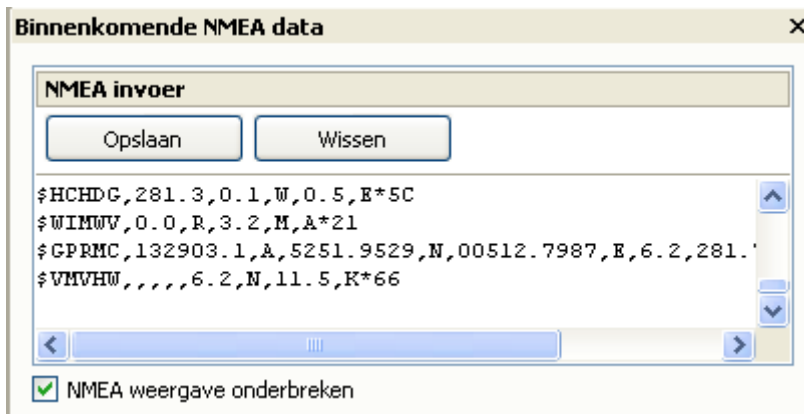 Binnenkomende NMEA data
NMEA invoer
Opslaan Wissen
$HCHDG,281.3,0.1,W,0.5,E*5C
$WIMWV,0.0,R,3.2,M,A*21
$GPRMC,132903.1,A,5251.9529,N,00512.7987,E,6.2,281.
$VMVHW,,,,,6.2,N,11.5,K*66
NMEA weergave onderbreken